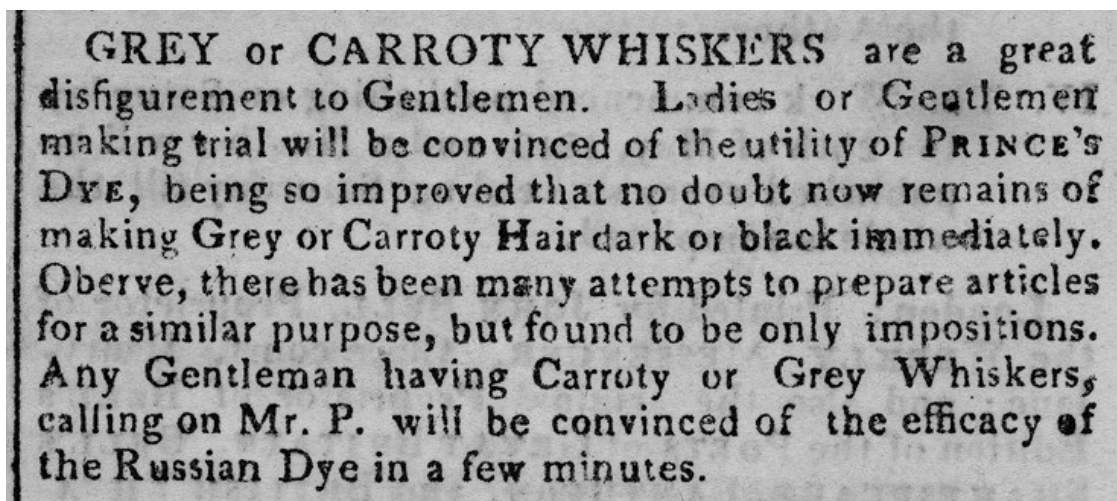 GREY or CARROTY WHISKERS are a great
disfigurement to Gentlemen. Ladies or Gentlemen
making trial will be convinced of the utility of PRINCE'S
DYE, being so improved that no doubt now remains of
making Grey or Carroty Hair dark or black immediately.
Oberve, there has been many attempts to prepare articles
for a similar purpose, but found to be only impositions.
Any Gentleman having Carroty or Grey Whiskers,
calling on Mr. P. will be convinced of the efficacy of
the Russian Dye in a few minutes.